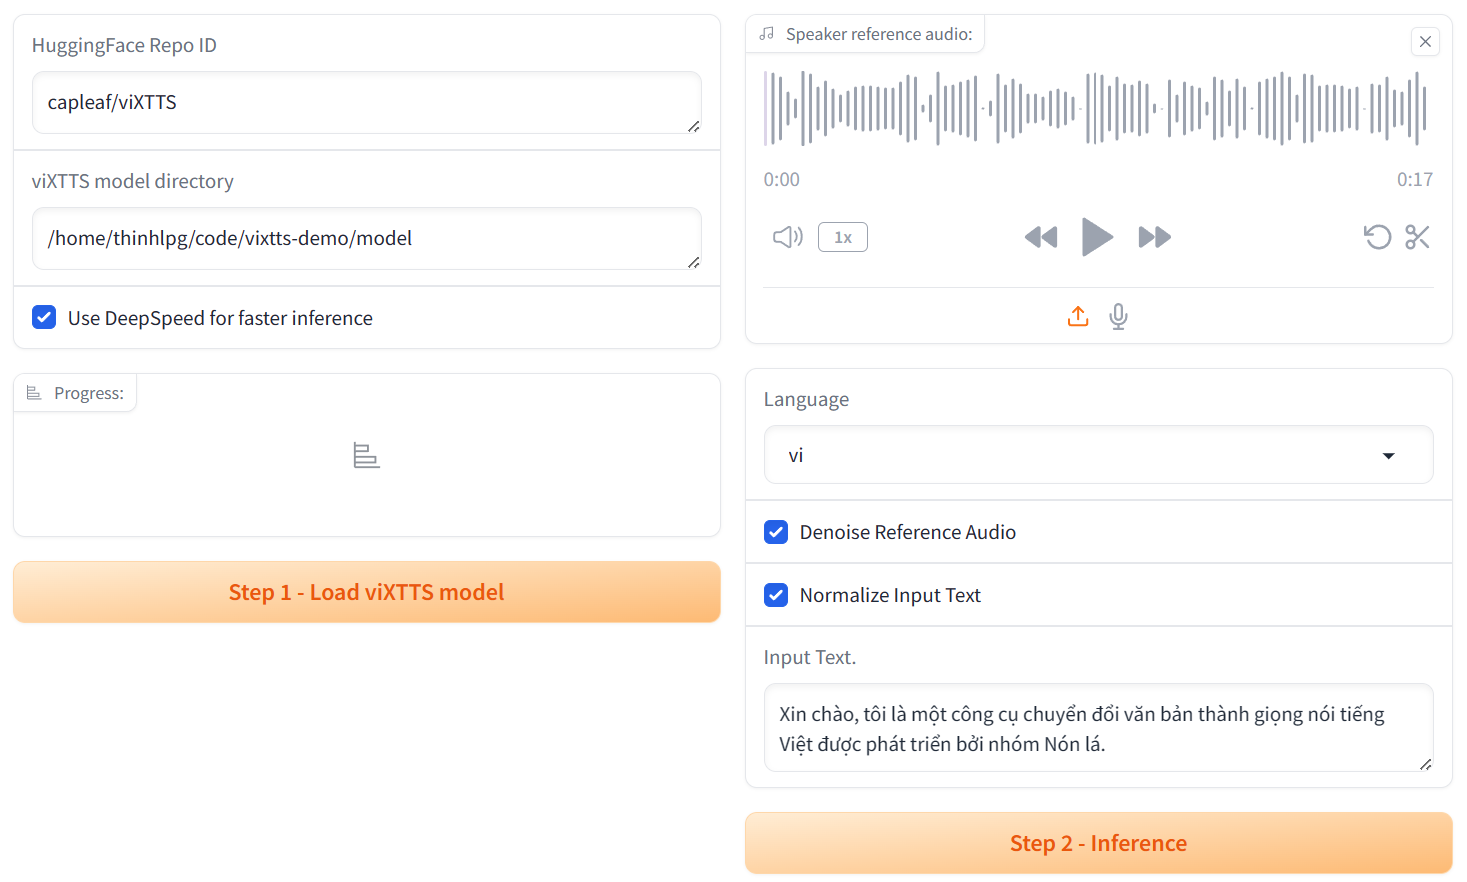 HuggingFace Repo ID
capleaf/viXTTS
viXTTS model directory
/home/thinhlpg/code/vixtts-demo/model
Use DeepSpeed for faster inference
Progress:
Step 1 - Load viXTTS model
Speaker reference audio:
0:00
0:17
1x
Language
vi
Denoise Reference Audio
Normalize Input Text
Input Text.
Xin chào, tôi là một công cụ chuyển đổi văn bản thành giọng nói tiếng
Việt được phát triển bởi nhóm Nón lá.
Step 2 - Inference